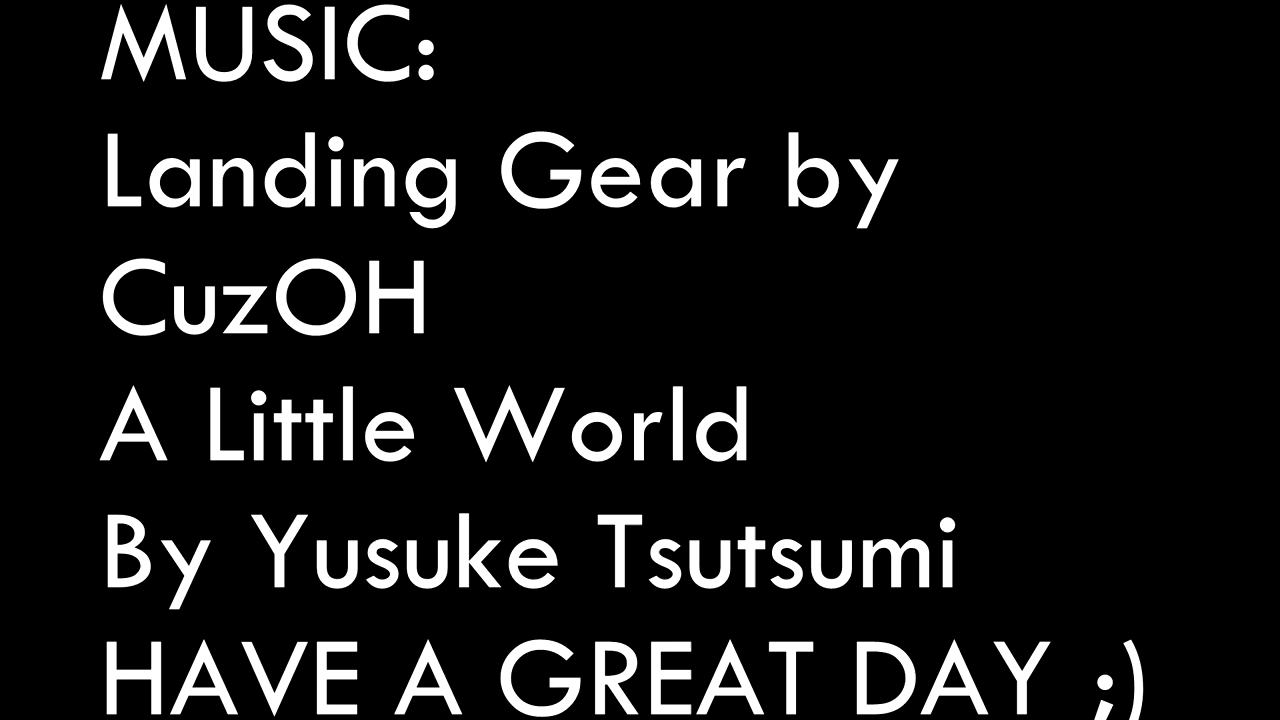 MUSIC:
Landing Gear by
CuzOH
A Little World
By Yusuke Tsutsumi
HAVE A GREAT DAY ;)